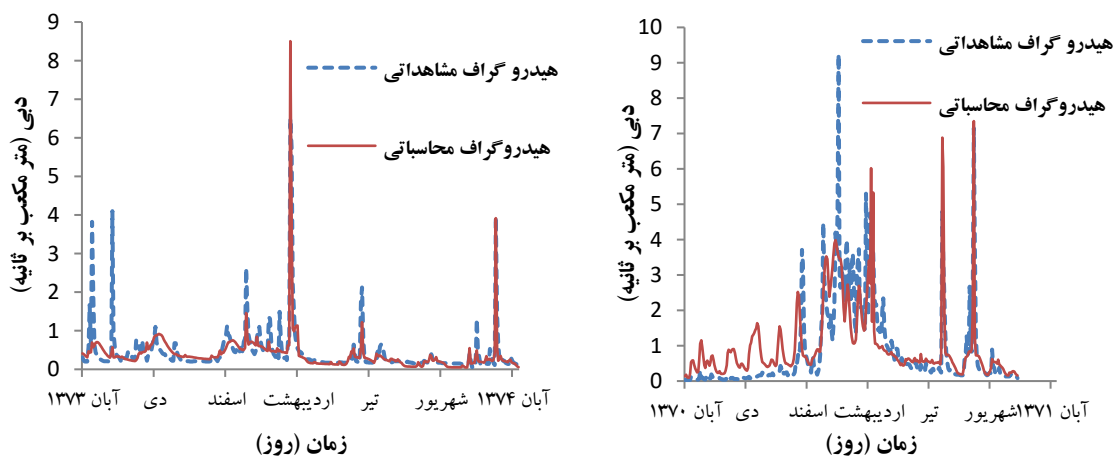 هیدرو گراف مشاهداتی
هیدروگراف محاسباتی
دبی (متر مکعب بر ثانیه)
9
8
7
6
5
4
3
2
1
0
آبان ۱۳۷۳
دی
اسفند
اردیبهشت
تیر
شهریور
آبان ۱۳۷۴
زمان (روز)
هیدرو گراف مشاهداتی
هیدروگراف محاسباتی
دبی (متر مکعب بر ثانیه)
10
9
8
7
6
5
4
3
2
1
0
آبان ۱۳۷۰
دی
اسفند
اردیبهشت
تیر
شهریور
آبان ۱۳۷۱
زمان (روز)